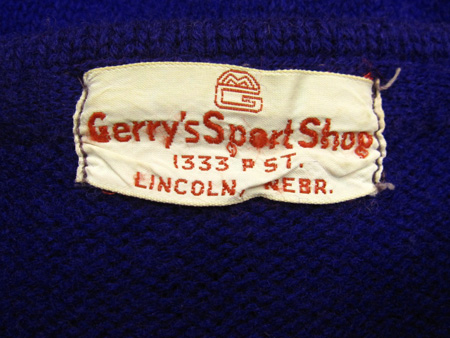 G
Gerry's Sport Shop
1333 P ST.
LINCOLN, NEBR.